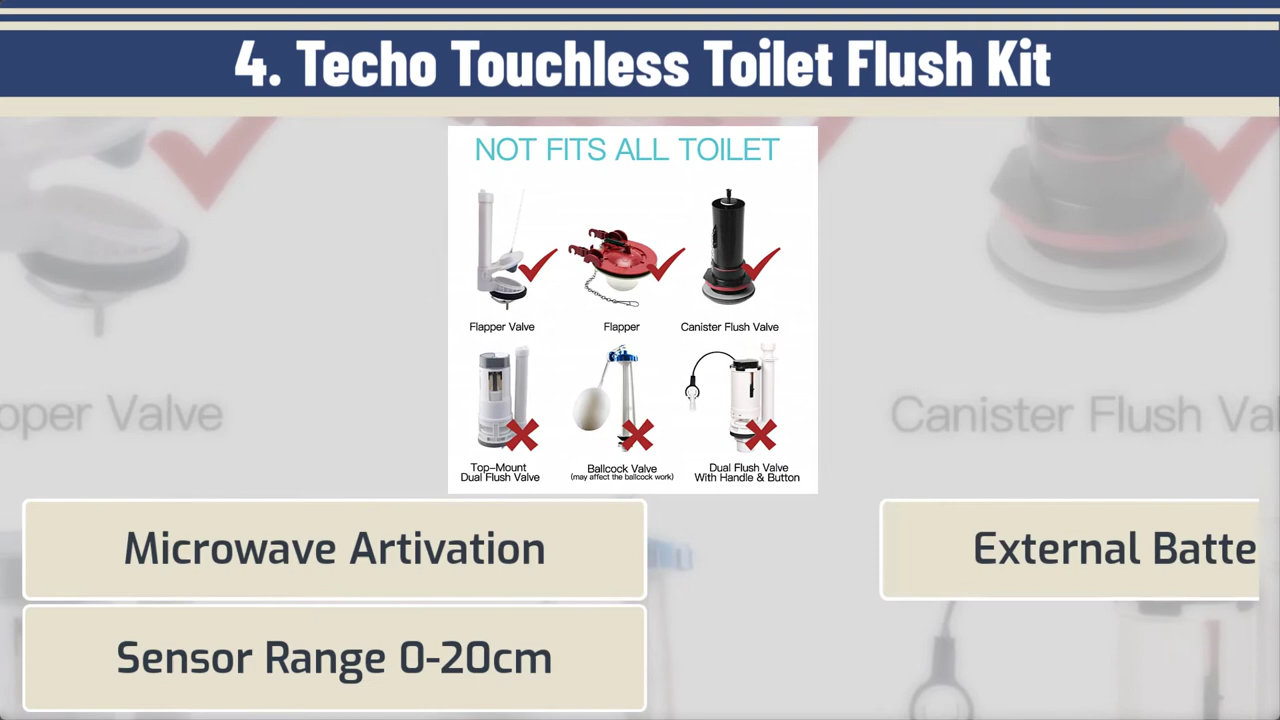 4. Techo Touchless Toilet Flush Kit
NOT FITS ALL TOILET
Flapper Valve
Flapper
Canister Flush Valve
Top-Mount
Dual Flush Valve
Ballcock Valve
(may affect the ballcock work)
Dual Flush Valve
With Handle & Button
pper Valve
Canister Flush Val
Microwave Artivation
External Batte
Sensor Range 0-20cm